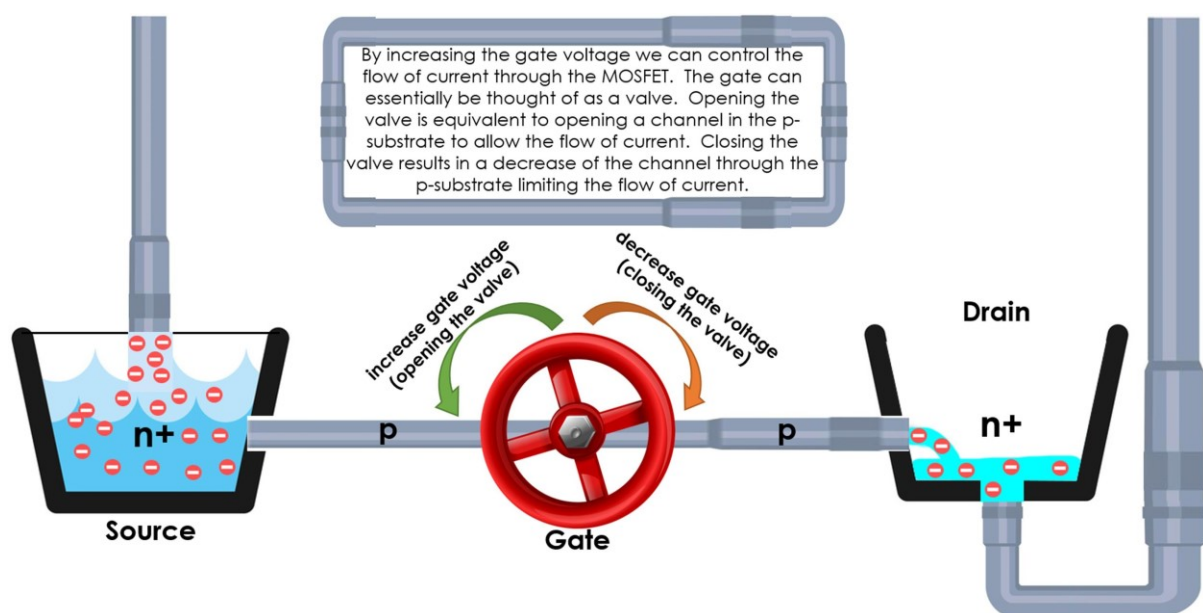 By increasing the gate voltage we can control the
flow of current through the MOSFET. The gate can
essentially be thought of as a valve. Opening the
valve is equivalent to opening a channel in the p-
substrate to allow the flow of current. Closing the
valve results in a decrease of the channel through the
p-substrate limiting the flow of current.
increase gate voltage
(opening the valve)
decrease gate voltage
(closing the valve)
Drain
n+
p
p
n+
Source
Gate